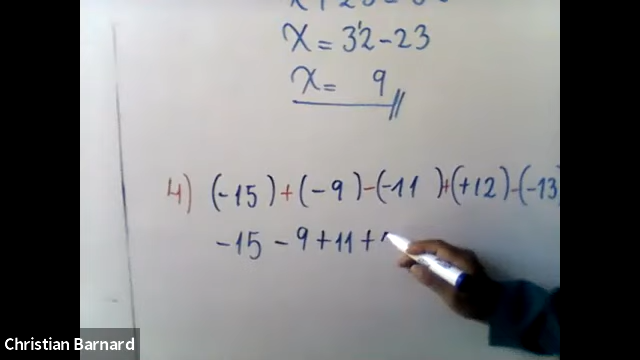 x = 32 - 23
x = 9
4) (-15) + (-9) - (-11) + (+12) - (-13)
-15 - 9 + 11 +
Christian Barnard